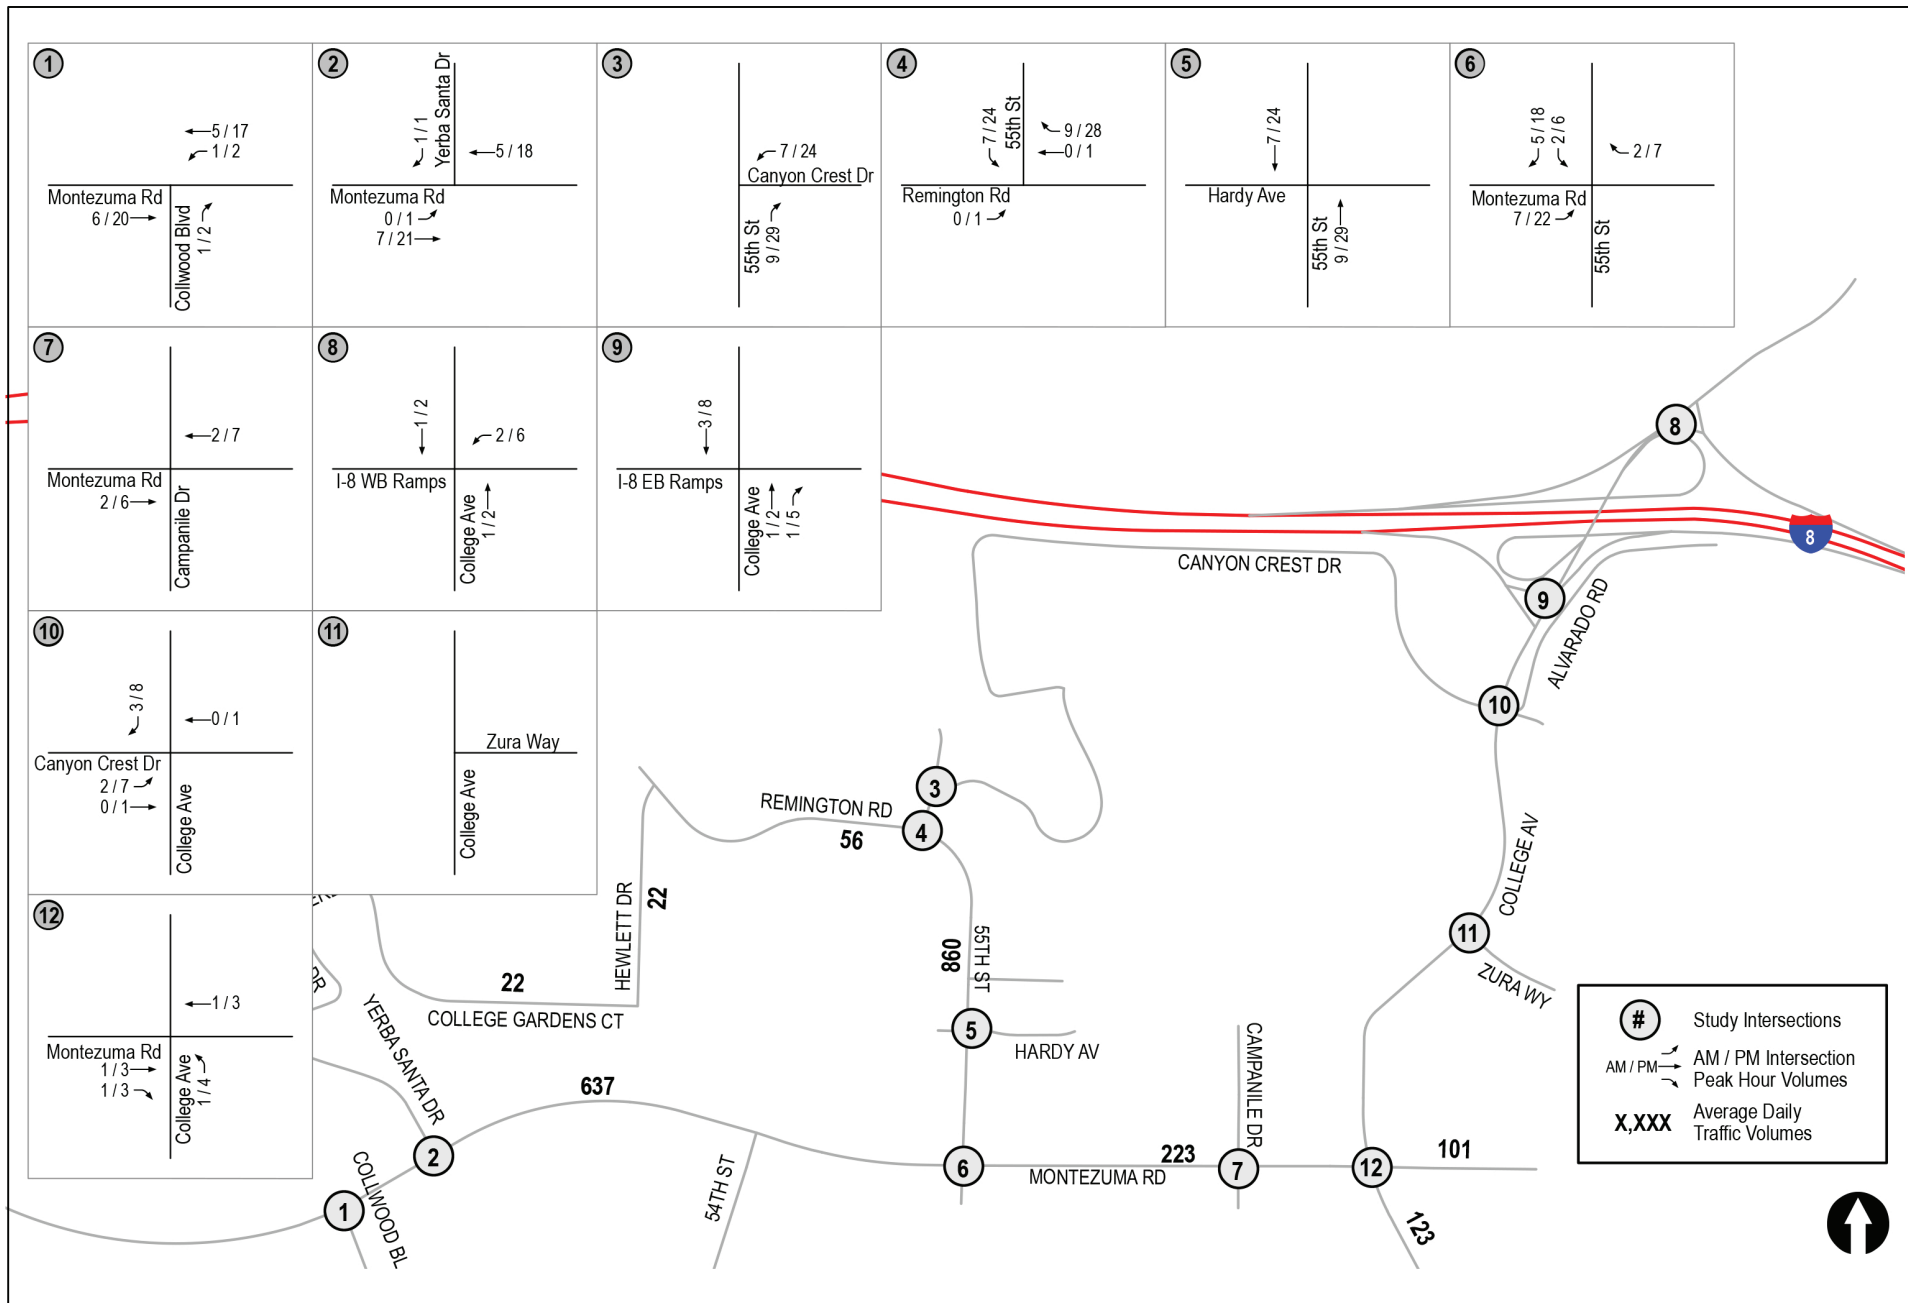 1
5 / 17
1 / 2
Montezuma Rd
6 / 20
Collwood Blvd
1 / 2
2
Yerba Santa Dr
1 / 1
5 / 18
Montezuma Rd
0 / 1
7 / 21
3
7 / 24
Canyon Crest Dr
55th St
9 / 29
4
7 / 24
55th St
9 / 28
0 / 1
Remington Rd
0 / 1
5
7 / 24
Hardy Ave
55th St
9 / 29
6
5 / 18
2 / 6
2 / 7
Montezuma Rd
7 / 22
55th St
7
2 / 7
Montezuma Rd
2 / 6
Campanile Dr
8
1 / 2
2 / 6
I-8 WB Ramps
College Ave
1 / 2
9
3 / 8
I-8 EB Ramps
College Ave
1 / 2
1 / 5
10
3 / 8
0 / 1
Canyon Crest Dr
2 / 7
0 / 1
College Ave
11
Zura Way
College Ave
12
1 / 3
Montezuma Rd
1 / 3
1 / 3
College Ave
1 / 4
8
8
CANYON CREST DR
9
ALVARADO RD
10
3
REMINGTON RD
4
56
COLLEGE AV
HEWLETT DR
22
11
55TH ST
860
ZURA WY
DR
22
COLLEGE GARDENS CT
YERBA SANTA DR
5
HARDY AV
CAMPANILE DR
637
2
6
223
7
12
101
MONTEZUMA RD
54TH ST
COLLWOOD BL
1
123
# Study Intersections
AM / PM
AM / PM Intersection
Peak Hour Volumes
X,XXX
Average Daily
Traffic Volumes